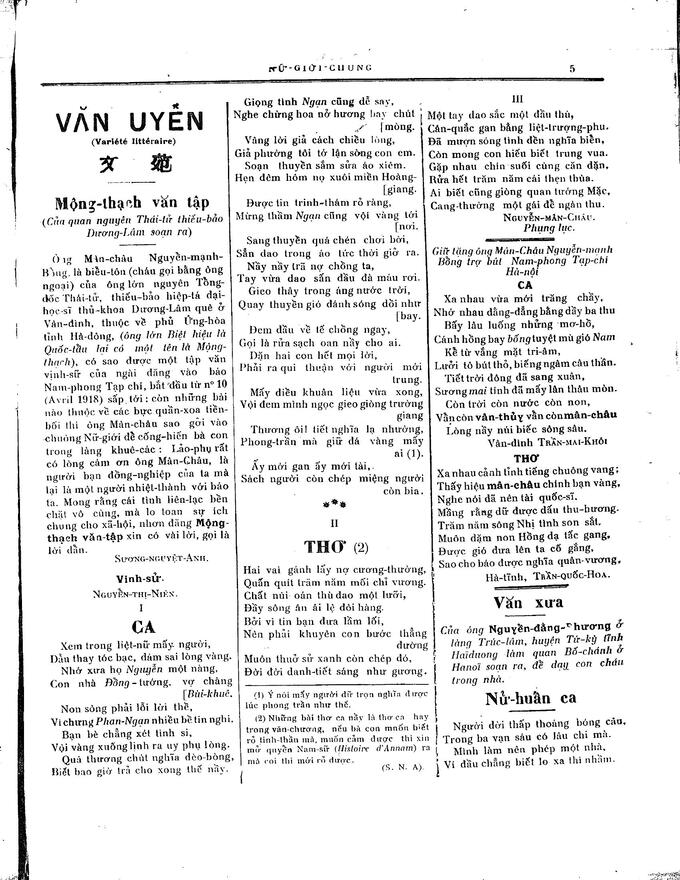 NỮ-GIỚI-CHUNG
5
VĂN UYỂN
(Variété littéraire)
文 苑
Mộng-thạch văn tập
(Của quan nguyên Thái-tử thiếu-bảo
Dương-Lâm soạn ra)
Ông Mân-châu Nguyễn-mạnh-
Bồng, là biểu-tôn (cháu gọi bằng ông
ngoại) của ông lớn nguyên Tổng-
đốc Thái-tử, thiếu-bảo hiệp-tá đại-
học-sĩ thủ-khoa Dương-Lâm quê ở
Vân-đình, thuộc về phủ Ứng-hòa
tỉnh Hà-đông, (ông lớn Biệt hiệu là
Quốc-tẩu lại có một tên là Mộng-
thạch), có sao được một tập văn
vịnh-sử của ngài đăng vào báo
Nam-phong Tạp chí, bắt đầu từ nº 10
(Avril 1918) sắp tới: còn những bài
nào thuộc về các bực quần-xoa tiền-
bối thì ông Mân-châu sao gởi vào
chuông Nữ-giới để cống-hiến bà con
trong làng khuê-các: Lão-phụ rất
có lòng cảm ơn ông Mân-Châu, là
người bạn đồng-nghiệp của ta mà
lại là một người nhiệt-thành với báo
ta. Mong rằng cái tình liên-lạc bền
chặt vô cùng, mà lo toan sự ích
chung cho xã-hội, nhơn đăng Mộng-
thạch văn-tập xin có vài lời, gọi là
lời dẫn.
SƯƠNG-NGUYỆT-ANH.
Vịnh-sử.
NGUYỄN-THỊ-NIÊN.
I
CA
Xem trong liệt-nữ mấy người,
Dẫu thay tóc bạc, dám sai lòng vàng.
Nhớ xưa họ Nguyễn một nàng,
Con nhà Đồng-tướng, vợ chàng
[Bùi-khuê.
Non sông phải lỗi lời thề,
Vì chưng Phan-Ngạn nhiều bề tin nghi.
Bạn bè chẳng xét tình si,
Vội vàng xuống lịnh ra uy phụ lòng.
Quả thương chút nghĩa đèo-bòng,
Biết bao giờ trả cho xong thế nầy.
Giọng tình Ngạn cũng dễ say,
Nghe chừng hoa nở hương bay chút
[mòng.
Vâng lời giả cách chiều lòng,
Giả phường tôi tớ lận sòng con em.
Soạn thuyền sắm sửa áo xiêm.
Hẹn đêm hôm nọ xuôi miền Hoàng-
[giang.
Được tin trinh-thám rỏ ràng,
Mừng thầm Ngạn cũng vội vàng tới
[nơi.
Sang thuyền quá chén chơi bời,
Sẵn dao trong áo tức thời giở ra.
Nầy nầy trả nợ chồng ta,
Tay vừa dao sẵn đầu đà máu rơi.
Gieo thây trong áng nước trời,
Quay thuyền gió đánh sóng dồi như
[bay.
Đem đầu về tế chồng ngay,
Gọi là rửa sạch oan nầy cho ai.
Dặn hai con hết mọi lời,
Phải ra qui thuận với người mới
trung.
Mấy điều khuân liệu vừa xong,
Vội đem mình ngọc gieo giòng trường
giang
Thương ôi! tiết nghĩa lạ nhường,
Phong-trần mà giữ đá vàng mấy
ai (1).
Ấy mới gan ấy mới tài,
Sách người còn chép miệng người
còn bia.
***
II
THƠ (2)
Hai vai gánh lấy nợ cương-thường,
Quấn quít trăm năm mối chỉ vương.
Chất núi oán thù dao một lưỡi,
Đầy sông ân ái lệ đôi hàng.
Bởi vì tin bạn đưa lầm lối,
Nên phải khuyên con bước thẳng
đường
Muôn thuở sử xanh còn chép đó,
Đời đời danh-tiết sáng như gương.
(1) Ý nói mấy người dữ trọn nghĩa được
lúc phong trần như thế.
(2) Những bài thơ ca nầy là thơ ca hay
trong văn-chương, nếu bà con muốn biết
rỏ tinh-thần mà, muốn cảm được thì xin
mở quyển Nam-sử (Histoire d'Annam) ra
mà coi thì mới rỏ được.
(S. N. A).
III
Một tay dao sắc một đầu thù,
Cân-quắc gan bằng liệt-trượng-phu.
Đã mượn sóng tình đền nghĩa biển,
Còn mong con hiếu biết trung vua.
Gặp nhau chín suối cùng căn dặn,
Rửa hết trăm năm cái thẹn thùa.
Ai biết cũng giòng quan tướng Mặc,
Cang-thường một gái để ngàn thu.
NGUYỄN-MÂN-CHÂU.
Phụng lục.
Giữ tặng ông Mân-Châu Nguyễn-mạnh
Bồng trợ bút Nam-phong Tạp-chí
Hà-nội
CA
Xa nhau vừa mới trăng chầy,
Nhớ nhau dằng-dẳng bằng dầy ba thu
Bấy lâu luống những mơ-hồ,
Cánh hồng bay bổng tuyệt mù gió Nam
Kể từ vắng mặt tri-âm,
Lưỡi tô bút thỏ, biếng ngâm câu thần.
Tiết trời đông đã sang xuân,
Sương mai tinh đã mấy lân thâu mòn.
Còn trời còn nước còn non,
Vẫn còn vân-thủy vẫn còn mân-châu
Lòng nầy núi biếc sông sâu.
Vân-đình TRẦN-MAI-KHÔI
THƠ
Xa nhau cảnh tỉnh tiếng chuông vang;
Thấy hiệu mân-châu chính bạn vàng,
Nghe nói đã nên tài quốc-sĩ.
Mầng rằng dữ được dấu thư-hương.
Trăm năm sông Nhị tình son sắt.
Muôn dặm non Hồng dạ tấc gang,
Được gió đưa lên ta cố gắng,
Sao cho báo được nghĩa quân-vương,
Hà-tĩnh, TRẦN-QUỐC-HOA.
Văn xưa
Của ông Nguyễn-đằng-Phương ở
làng Trúc-lâm, huyện Tứ-kỳ tỉnh
Haiduong làm quan Bố-chánh ở
Hanoi soạn ra, để dạy con cháu
trong nhà.
Nữ-huấn ca
Người đời thấp thoáng bóng câu,
Trong ba vạn sáu có lâu chi mà.
Mình làm nên phép một nhà,
Ví đầu chẳng biết lo xa thì nhầm.